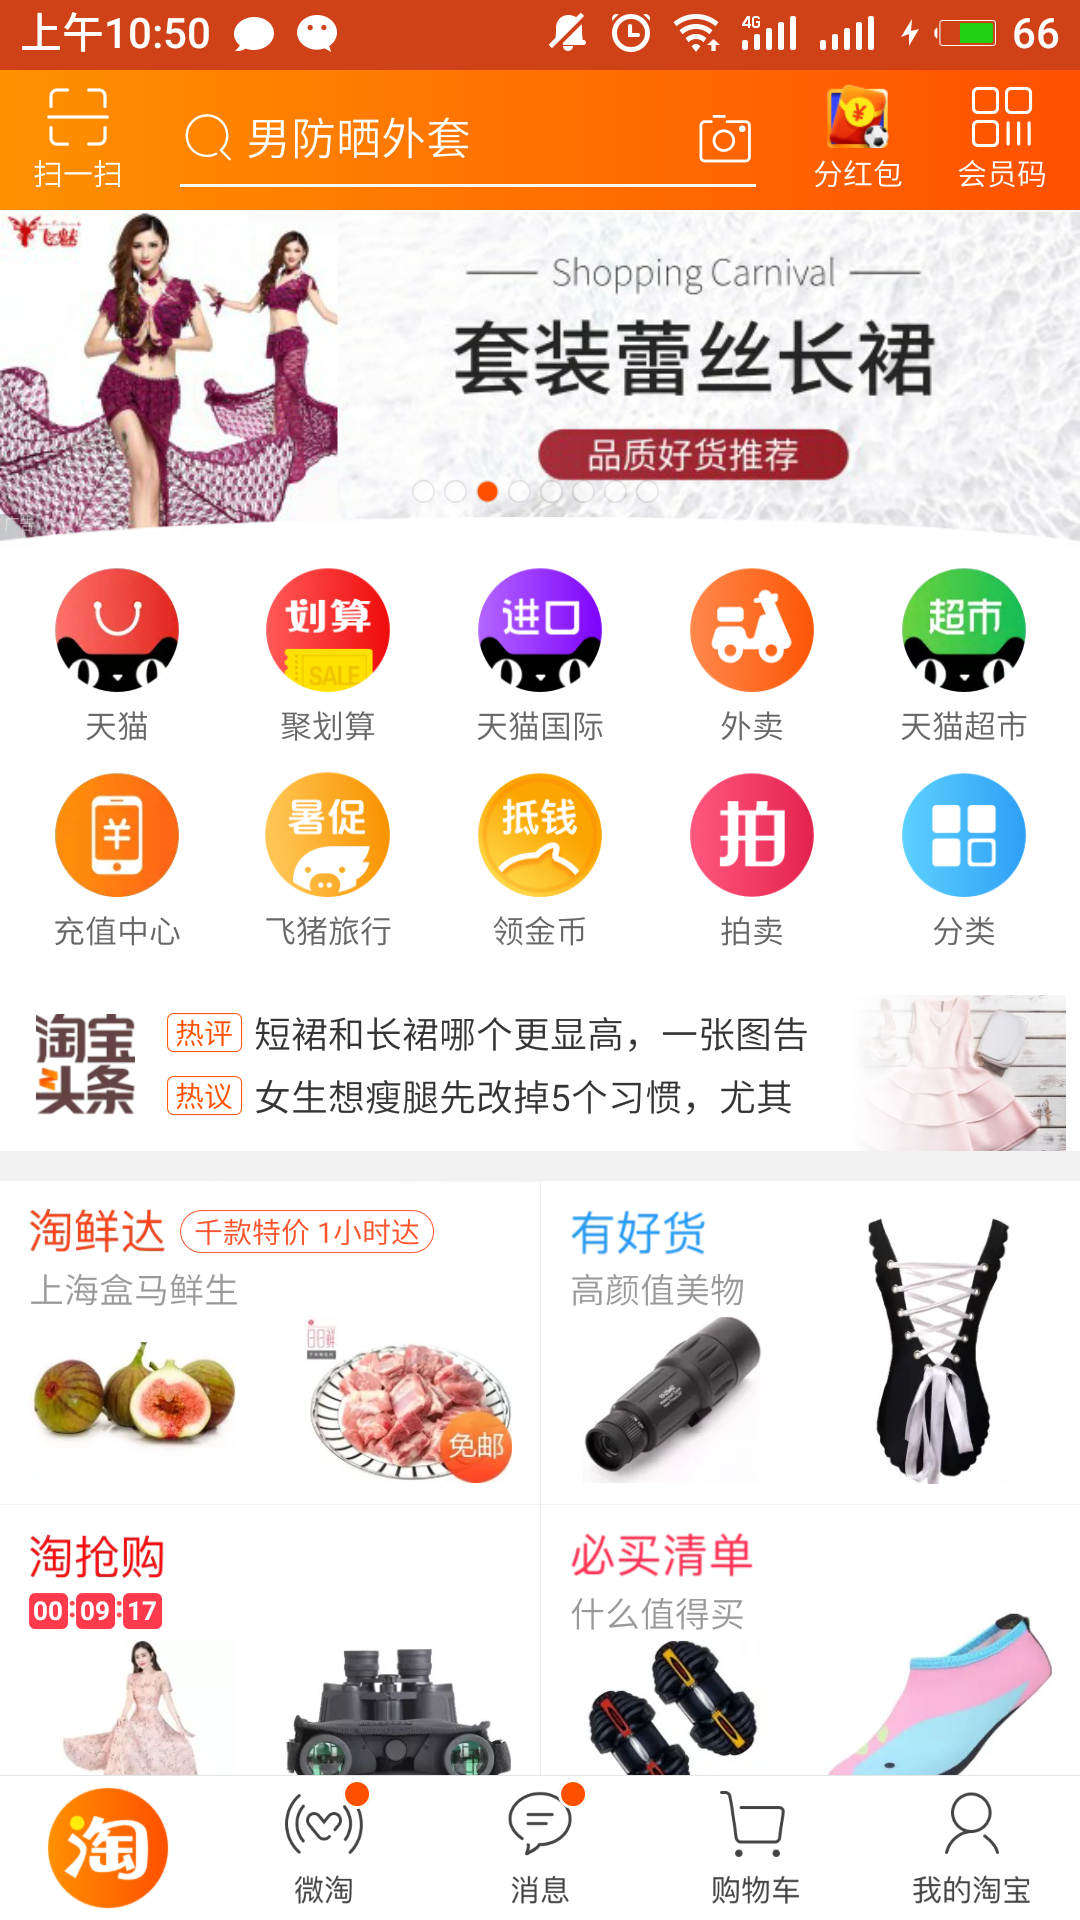 上午10:50
4G
66
扫一扫
男防晒外套
分红包
会员码
飞魅
Shopping Carnival
套装蕾丝长裙
品质好货推荐
广告
划算
SALE
进口
超市
天猫
聚划算
天猫国际
外卖
天猫超市
暑促
抵钱
拍
充值中心
飞猪旅行
领金币
拍卖
分类
淘宝头条
热评 短裙和长裙哪个更显高，一张图告
热议 女生想瘦腿先改掉5个习惯，尤其
淘鲜达 千款特价 1小时达
上海盒马鲜生
日日鲜
免邮
有好货
高颜值美物
淘抢购
00:09:17
必买清单
什么值得买
淘
微淘
消息
购物车
我的淘宝